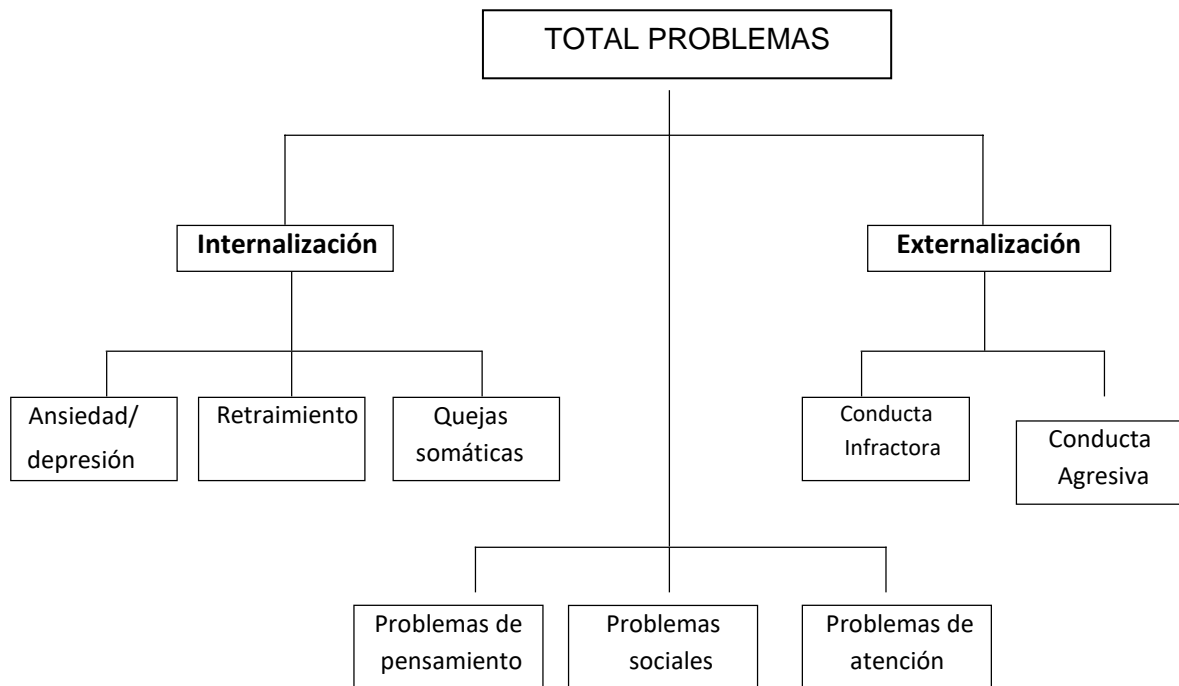 TOTAL PROBLEMAS
Internalización
Externalización
Ansiedad/
depresión
Retraimiento
Quejas
somáticas
Conducta
Infractora
Conducta
Agresiva
Problemas de
pensamiento
Problemas
sociales
Problemas de
atención